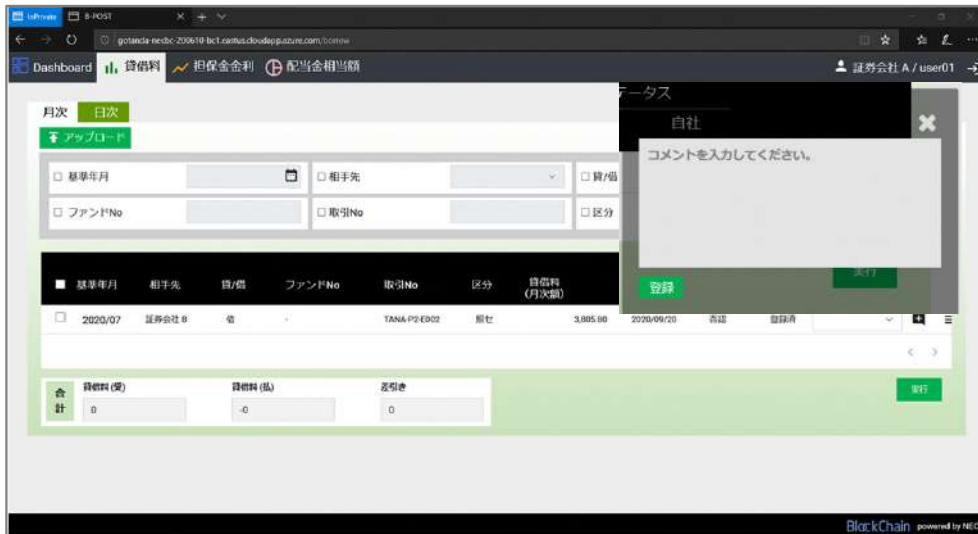 InPrivate B-POST
gotanda-necbc-200610-bc1.eastus.cloudapp.azure.com/borrow
Dashboard 貸借料 担保金金利 配当金相当額 証券会社 A / user01
月次 日次
アップロード
基準年月 相手先 貸/借
ファンドNo 取引No 区分
テータス
自社
コメントを入力してください。
登録
実行
基準年月 相手先 貸/借 ファンドNo 取引No 区分 貸借料
(月次額)
2020/07 証券会社 B 借 - TANA-P2-E002 照セ 3,805.80 2020/09/20 否認 登録済
合計 貸借料 (受) 貸借料 (払) 差引き
0 -0 0
実行
BlockChain powered by NEC